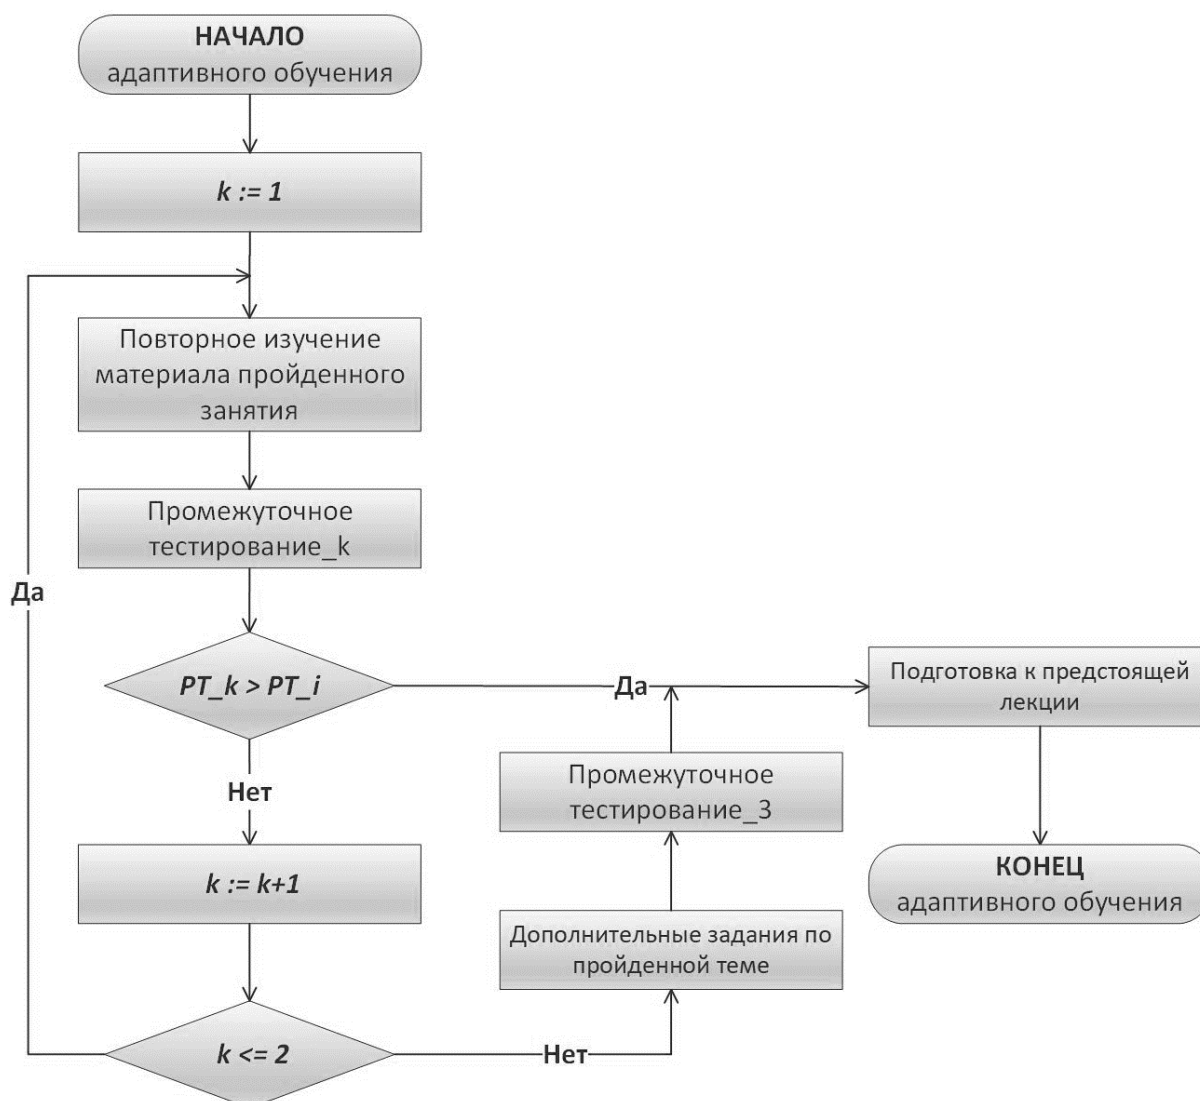 НАЧАЛО
адаптивного обучения
k := 1
Повторное изучение
материала пройденного
занятия
Промежуточное
тестирование_k
Да
PT_k > PT_i
Да
Подготовка к предстоящей
лекции
Нет
Промежуточное
тестирование_3
k := k+1
КОНЕЦ
адаптивного обучения
Дополнительные задания по
пройденной теме
k <= 2
Нет